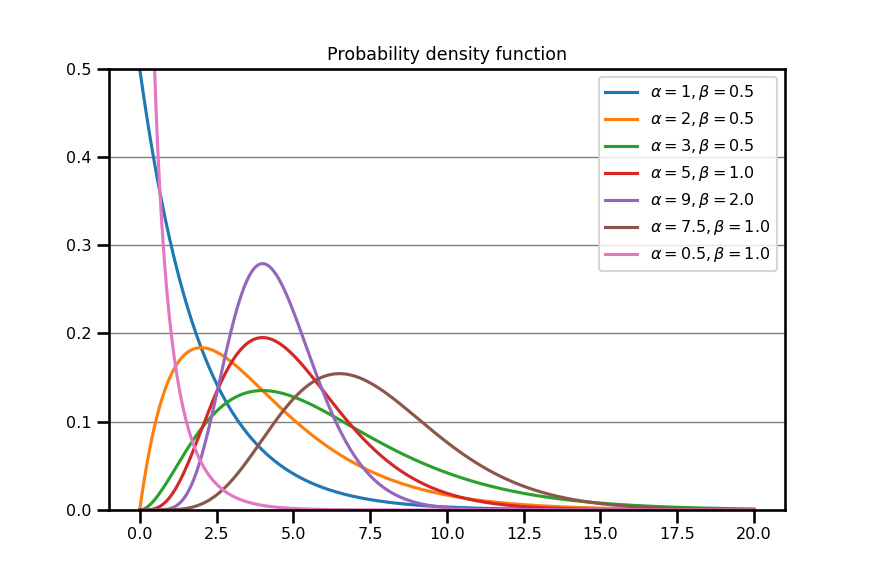 Probability density function
0.5
0.4
0.3
0.2
0.1
0.0
α = 1, β = 0.5
α = 2, β = 0.5
α = 3, β = 0.5
α = 5, β = 1.0
α = 9, β = 2.0
α = 7.5, β = 1.0
α = 0.5, β = 1.0
0.0 2.5 5.0 7.5 10.0 12.5 15.0 17.5 20.0